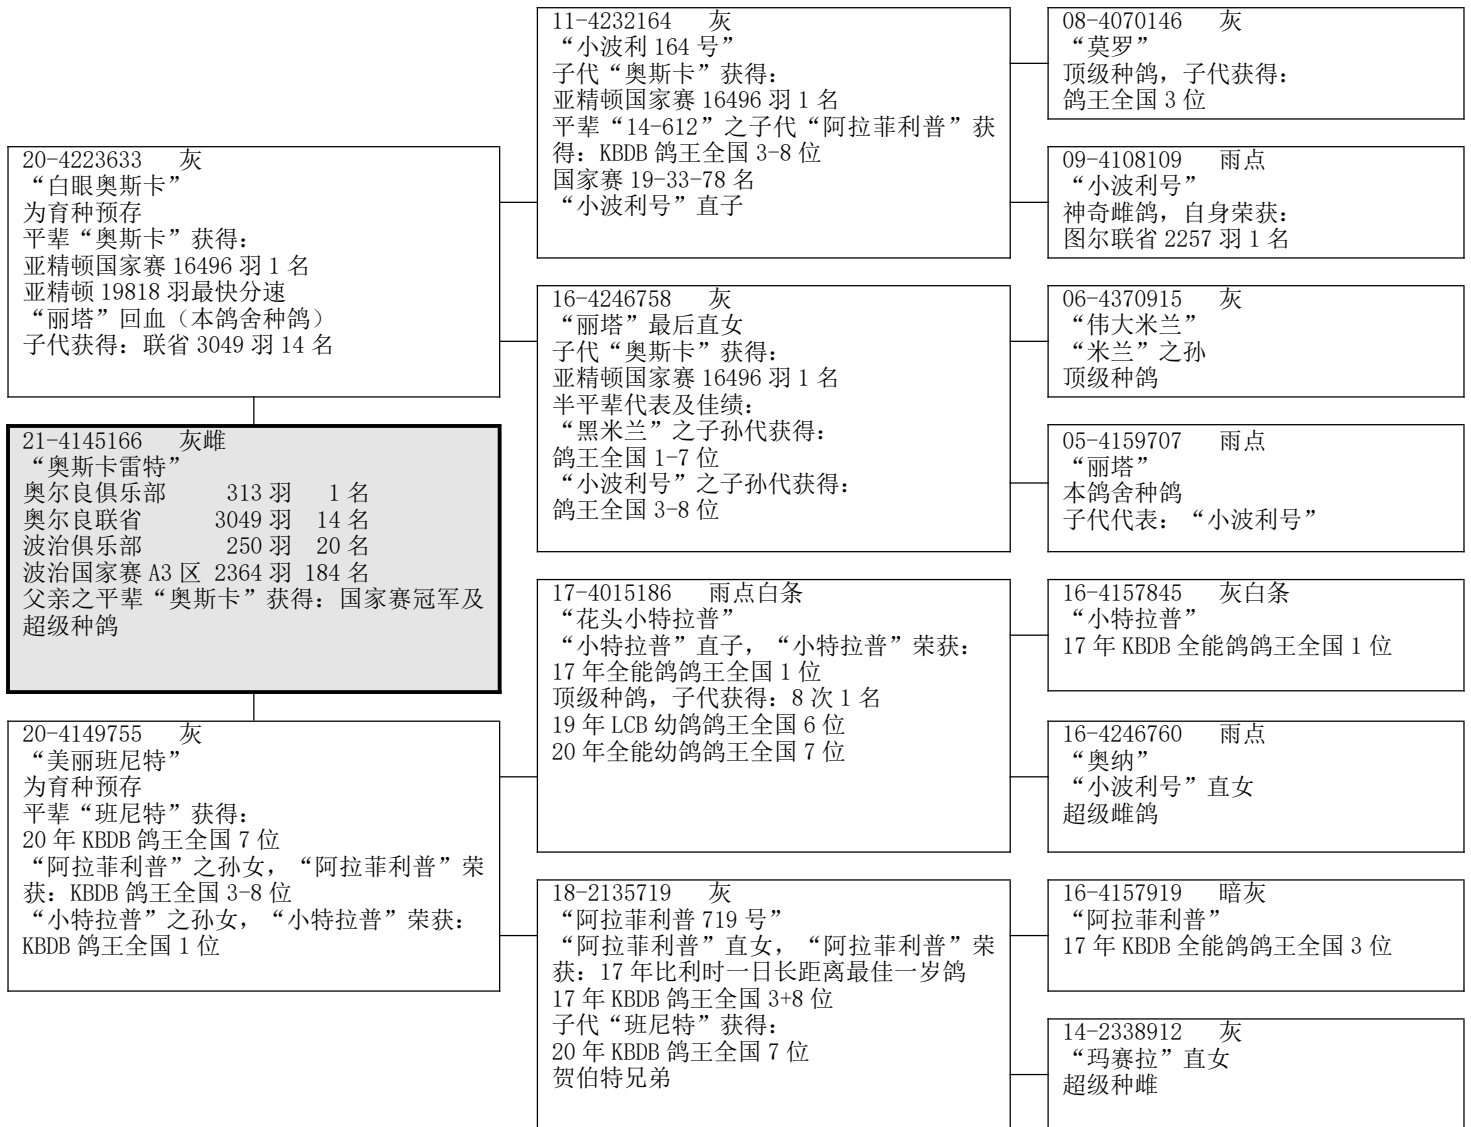 20-4223633 灰
“白眼奥斯卡”
为育种预存
平辈“奥斯卡”获得：
亚精顿国家赛 16496 羽 1 名
亚精顿 19818 羽最快分速
“丽塔”回血（本鸽舍种鸽）
子代获得：联省 3049 羽 14 名
21-4145166 灰雌
“奥斯卡雷特”
奥尔良俱乐部 313 羽 1 名
奥尔良联省 3049 羽 14 名
波治俱乐部 250 羽 20 名
波治国家赛 A3 区 2364 羽 184 名
父亲之平辈“奥斯卡”获得：国家赛冠军及
超级种鸽
20-4149755 灰
“美丽班尼特”
为育种预存
平辈“班尼特”获得：
20 年 KBDB 鸽王全国 7 位
“阿拉菲利普”之孙女，“阿拉菲利普”荣
获：KBDB 鸽王全国 3-8 位
“小特拉普”之孙女，“小特拉普”荣获：
KBDB 鸽王全国 1 位
11-4232164 灰
“小波利 164 号”
子代“奥斯卡”获得：
亚精顿国家赛 16496 羽 1 名
平辈“14-612”之子代“阿拉菲利普”获
得：KBDB 鸽王全国 3-8 位
国家赛 19-33-78 名
“小波利号”直子
16-4246758 灰
“丽塔”最后直女
子代“奥斯卡”获得：
亚精顿国家赛 16496 羽 1 名
半平辈代表及佳绩：
“黑米兰”之子孙代获得：
鸽王全国 1-7 位
“小波利号”之子孙代获得：
鸽王全国 3-8 位
17-4015186 雨点白条
“花头小特拉普”
“小特拉普”直子，“小特拉普”荣获：
17 年全能鸽鸽王全国 1 位
顶级种鸽，子代获得：8 次 1 名
19 年 LCB 幼鸽鸽王全国 6 位
20 年全能幼鸽鸽王全国 7 位
18-2135719 灰
“阿拉菲利普 719 号”
“阿拉菲利普”直女，“阿拉菲利普”荣
获：17 年比利时一日长距离最佳一岁鸽
17 年 KBDB 鸽王全国 3+8 位
子代“班尼特”获得：
20 年 KBDB 鸽王全国 7 位
贺伯特兄弟
08-4070146 灰
“莫罗”
顶级种鸽，子代获得：
鸽王全国 3 位
09-4108109 雨点
“小波利号”
神奇雌鸽，自身荣获：
图尔联省 2257 羽 1 名
06-4370915 灰
“伟大米兰”
“米兰”之孙
顶级种鸽
05-4159707 雨点
“丽塔”
本鸽舍种鸽
子代代表：“小波利号”
16-4157845 灰白条
“小特拉普”
17 年 KBDB 全能鸽鸽王全国 1 位
16-4246760 雨点
“奥纳”
“小波利号”直女
超级雌鸽
16-4157919 暗灰
“阿拉菲利普”
17 年 KBDB 全能鸽鸽王全国 3 位
14-2338912 灰
“玛赛拉”直女
超级种雌